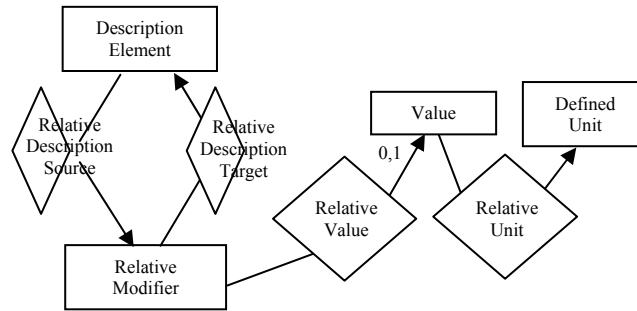 Description
Element
Relative
Description
Source
Relative
Description
Target
Value
Defined
Unit
0,1
Relative
Value
Relative
Unit
Relative
Modifier